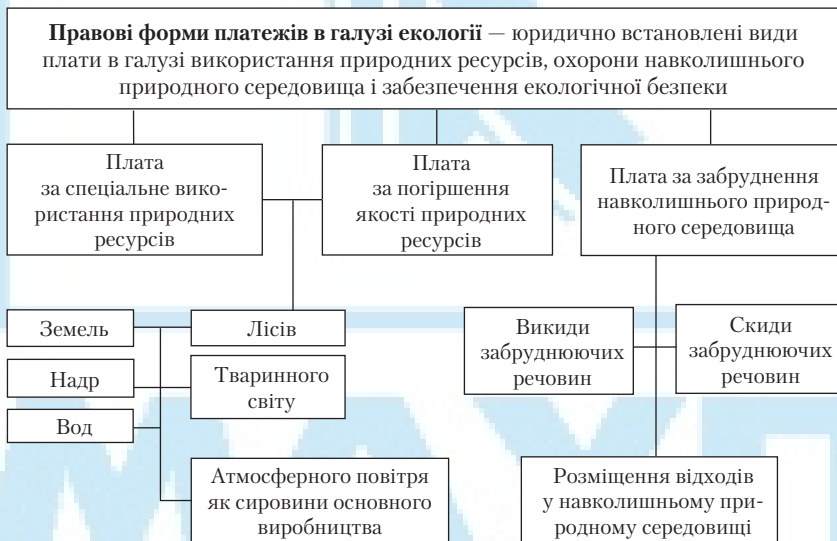 Правові форми платежів в галузі екології — юридично встановлені види
плати в галузі використання природних ресурсів, охорони навколишнього
природного середовища і забезпечення екологічної безпеки
Плата
за спеціальне вико-
ристання природних
ресурсів
Плата
за погіршення
якості природних
ресурсів
Плата за забруднення
навколишнього природ-
ного середовища
Земель
Лісів
Надр
Тваринного
світу
Вод
Атмосферного повітря
як сировини основного
виробництва
Викиди
забруднюючих
речовин
Скиди
забруднюючих
речовин
Розміщення відходів
у навколишньому при-
родному середовищі